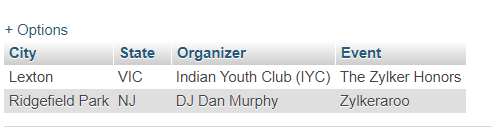 + Options
City State Organizer Event
Lexton VIC Indian Youth Club (IYC) The Zylker Honors
Ridgefield Park NJ DJ Dan Murphy Zylkeraroo